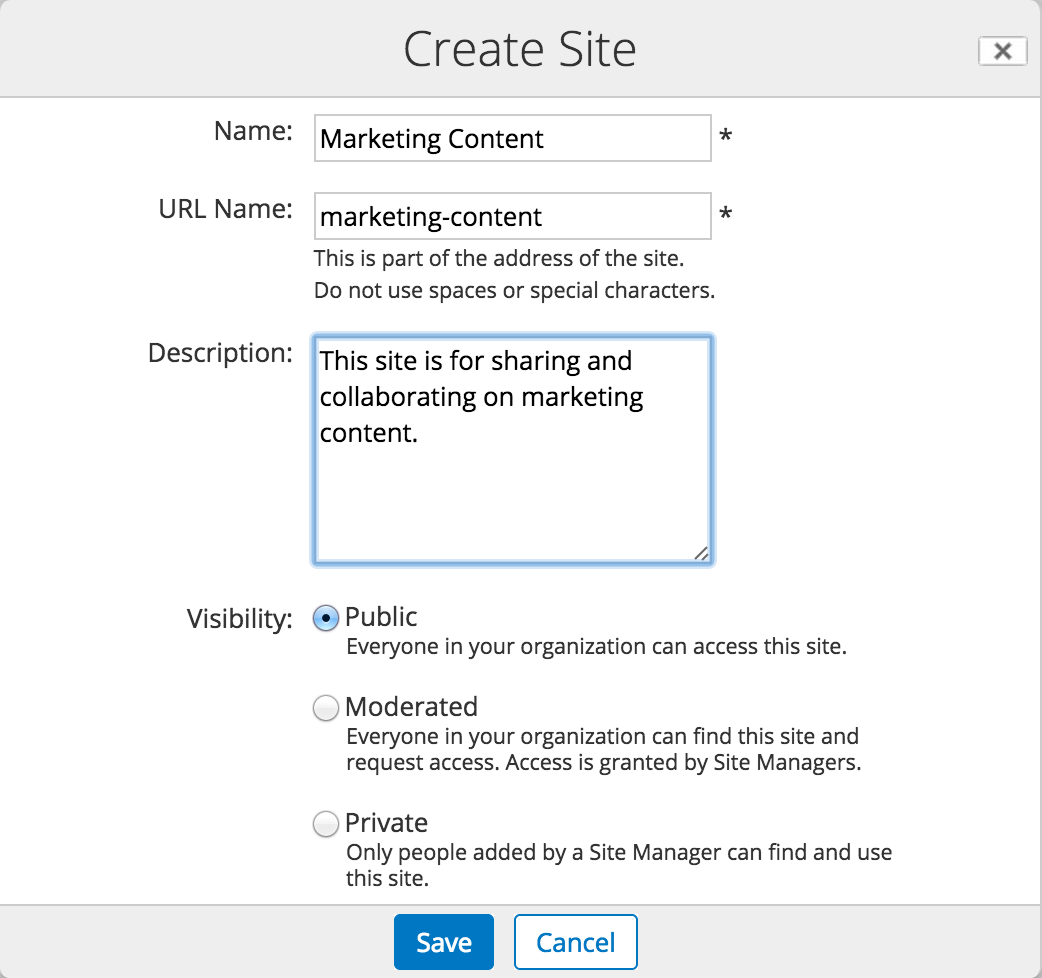 Create Site
Name:
Marketing Content
*
URL Name:
marketing-content
*
This is part of the address of the site.
Do not use spaces or special characters.
Description:
This site is for sharing and
collaborating on marketing
content.
Visibility:
Public
Everyone in your organization can access this site.
Moderated
Everyone in your organization can find this site and
request access. Access is granted by Site Managers.
Private
Only people added by a Site Manager can find and use
this site.
Save
Cancel